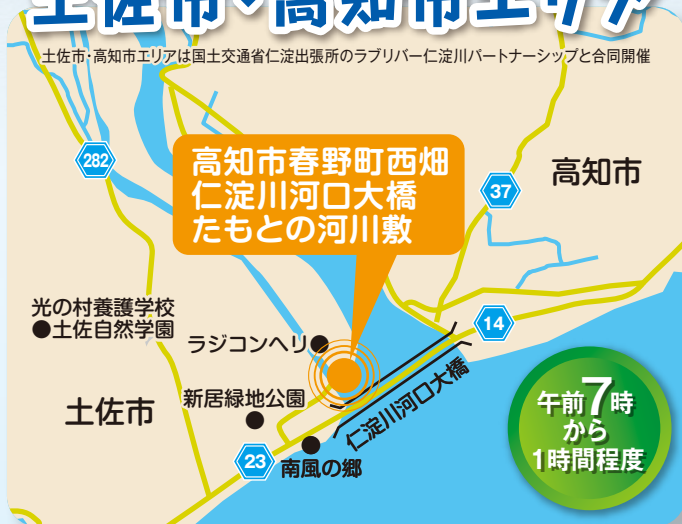 土佐市・高知市エリア
土佐市・高知市エリアは国土交通省仁淀出張所のラブリバー仁淀川パートナーシップと合同開催
282
高知市春野町西畑
仁淀川河口大橋
たもとの河川敷
37
高知市
光の村養護学校
●土佐自然学園
ラジコンヘリ●
14
土佐市
新居緑地公園
仁淀川河口大橋
23
南風の郷
午前7時
から
1時間程度